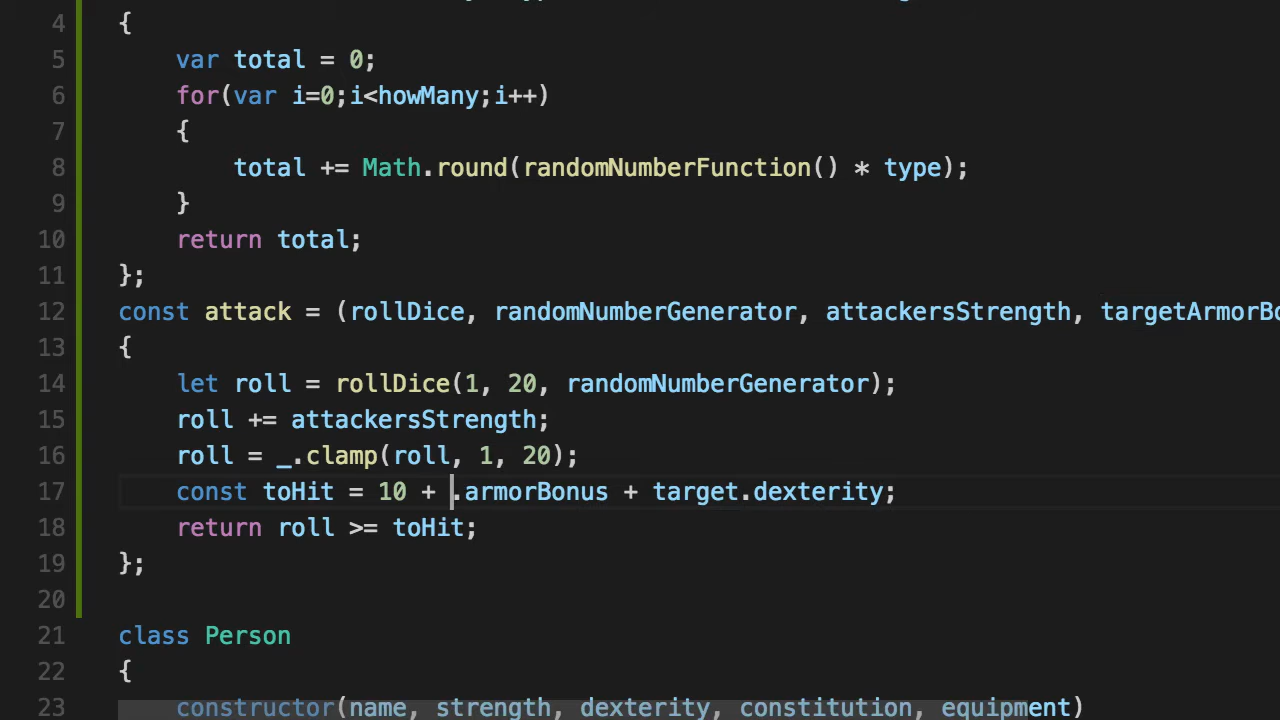 4 {
5 var total = 0;
6 for(var i=0;i<howMany;i++)
7 {
8 total += Math.round(randomNumberFunction() * type);
9 }
10 return total;
11 };
12 const attack = (rollDice, randomNumberGenerator, attackersStrength, targetArmorBo
13 {
14 let roll = rollDice(1, 20, randomNumberGenerator);
15 roll += attackersStrength;
16 roll = _.clamp(roll, 1, 20);
17 const toHit = 10 + .armorBonus + target.dexterity;
18 return roll >= toHit;
19 };
20
21 class Person
22 {
23 constructor(name, strength, dexterity, constitution, equipment)